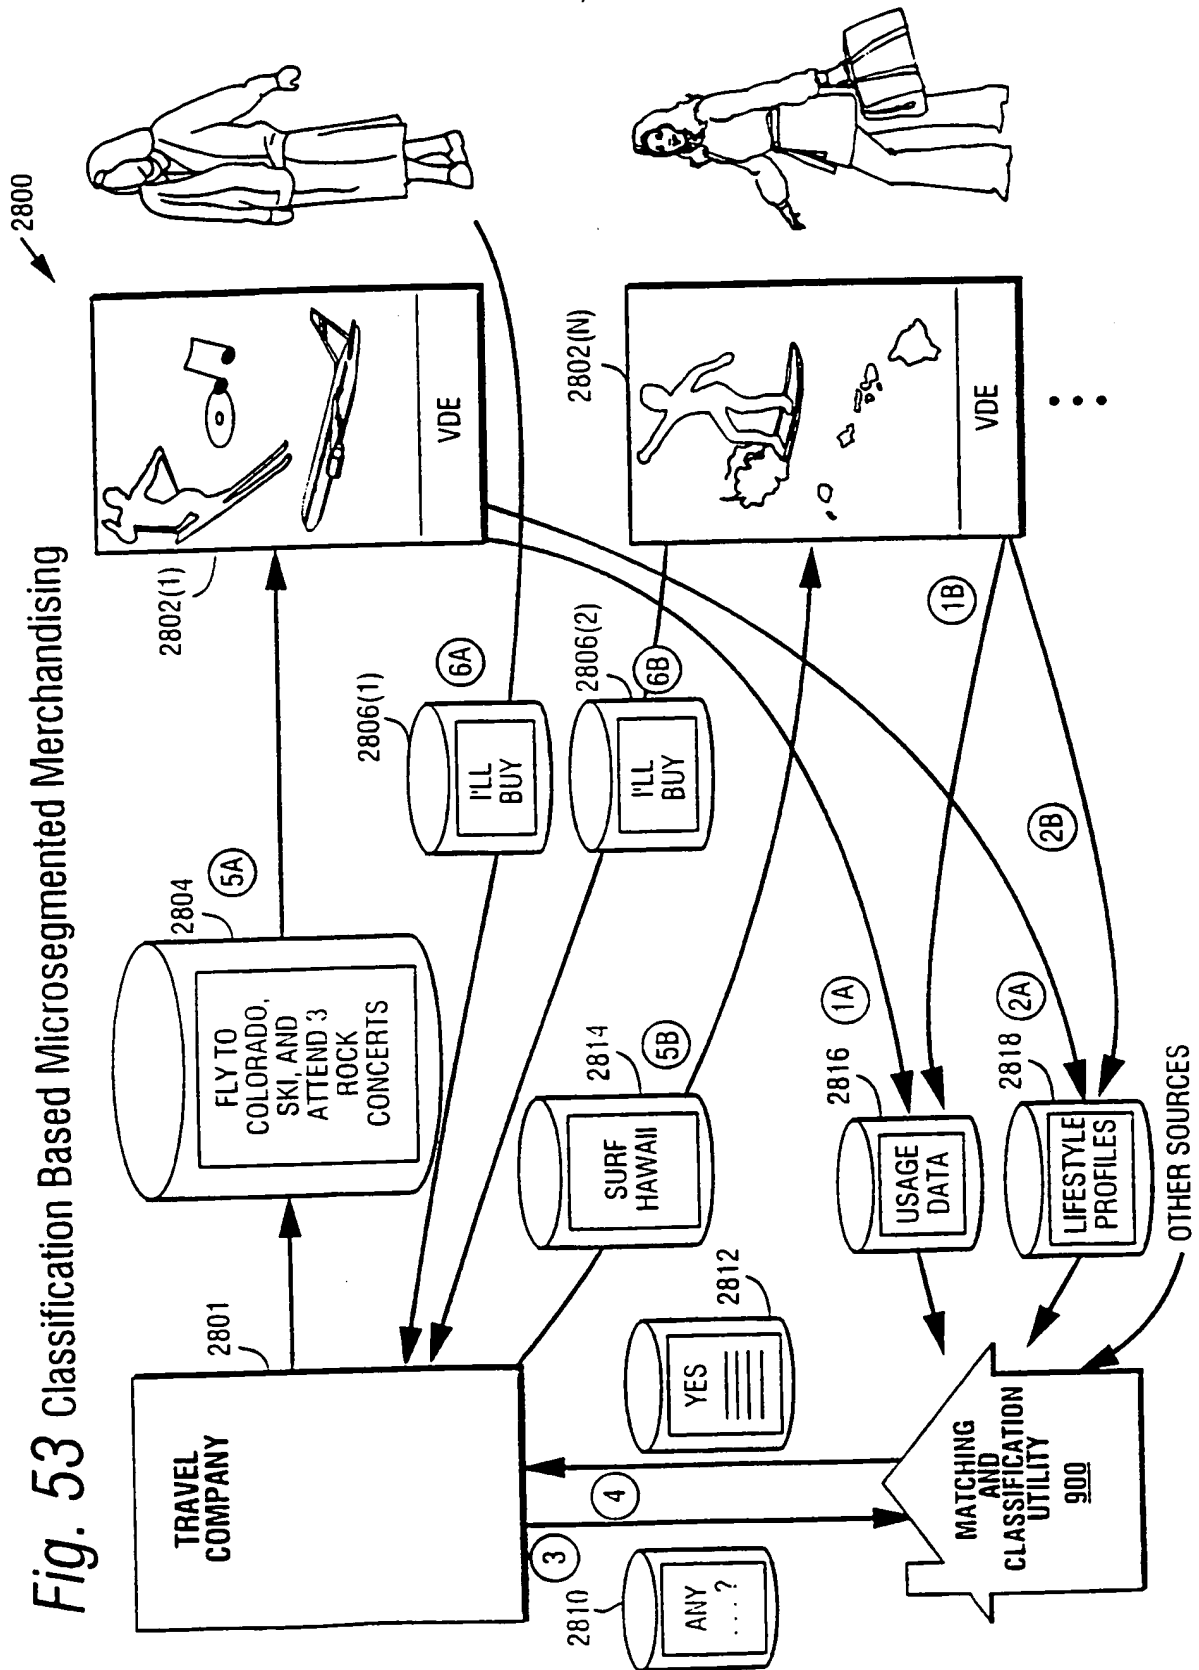 Fig. 53 Classification Based Microsegmented Merchandising
2800
TRAVEL
COMPANY
2801
FLY TO
COLORADO,
SKI, AND
ATTEND 3
ROCK
CONCERTS
2804
5A
2802(1)
VDE
I'LL
BUY
2806(1)
6A
I'LL
BUY
2806(2)
6B
2802(N)
VDE
SURF
HAWAII
2814
5B
3
4
ANY
....?
2810
YES
2812
USAGE
DATA
2816
1A
1B
LIFESTYLE
PROFILES
2818
2A
2B
OTHER SOURCES
MATCHING
AND
CLASSIFICATION
UTILITY
900